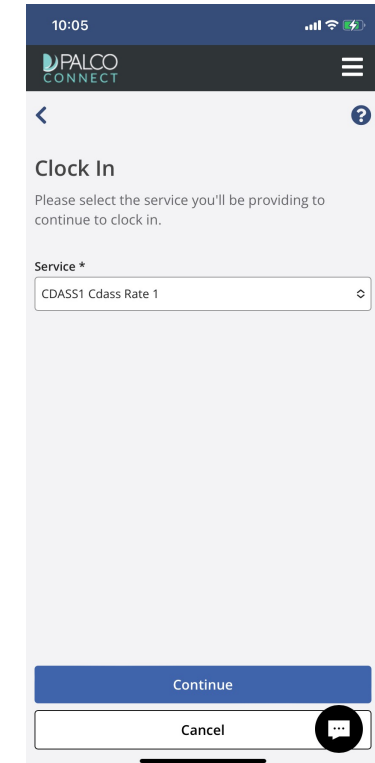 10:05
PALCO
CONNECT
Clock In
Please select the service you'll be providing to
continue to clock in.
Service *
CDASS1 Cdass Rate 1
Continue
Cancel